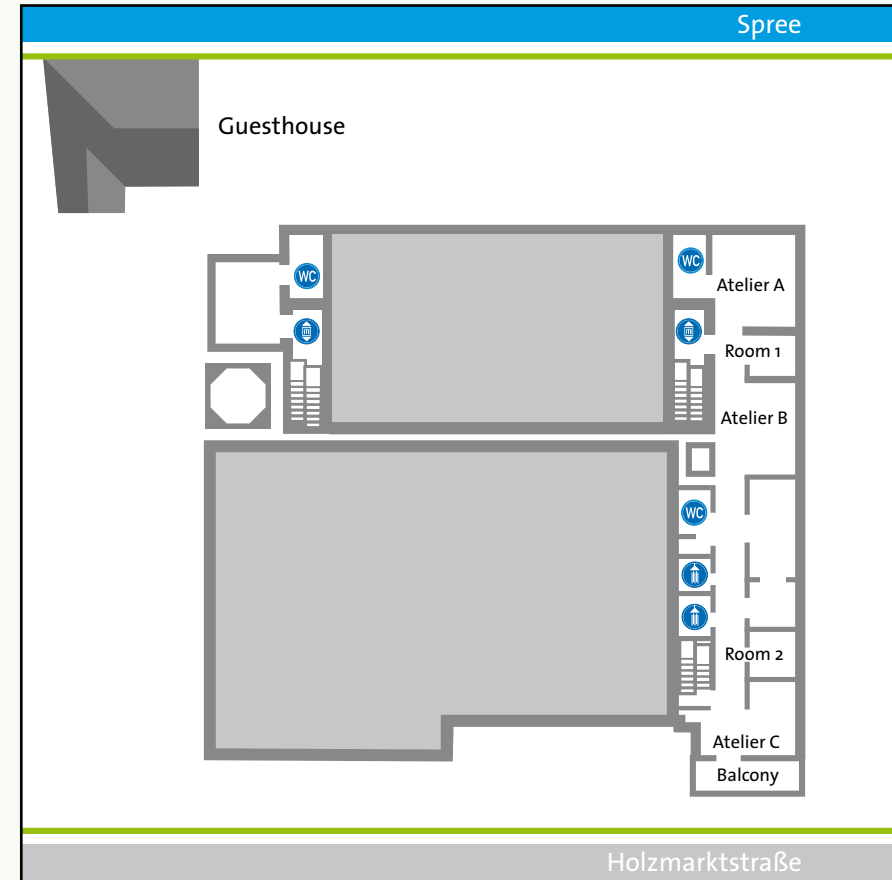 Spree
Guesthouse
WC
WC
Atelier A
Room 1
Atelier B
WC
Room 2
Atelier C
Balcony
Holzmarktstraße